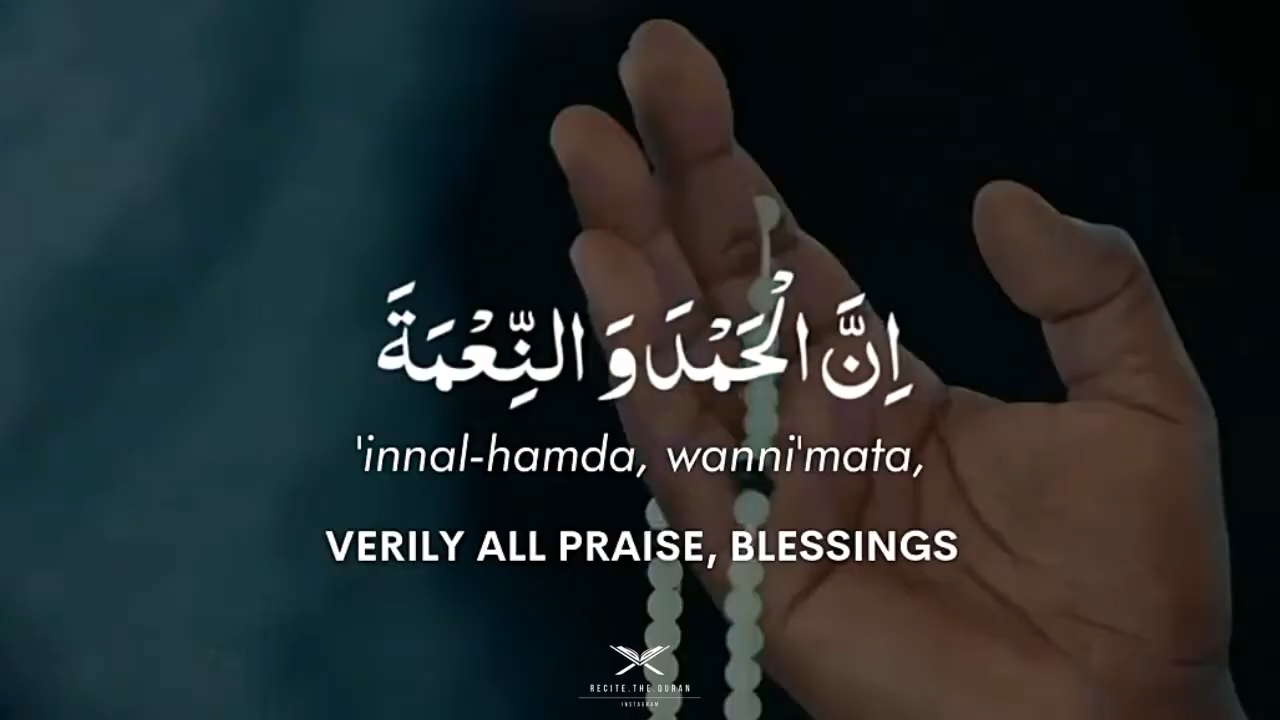 اِنَّ الْحَمْدَ وَ النِّعْمَةَ
'innal-hamda, wanni'mata,
VERILY ALL PRAISE, BLESSINGS
RECITE.THE.QURAN
INSTAGRAM